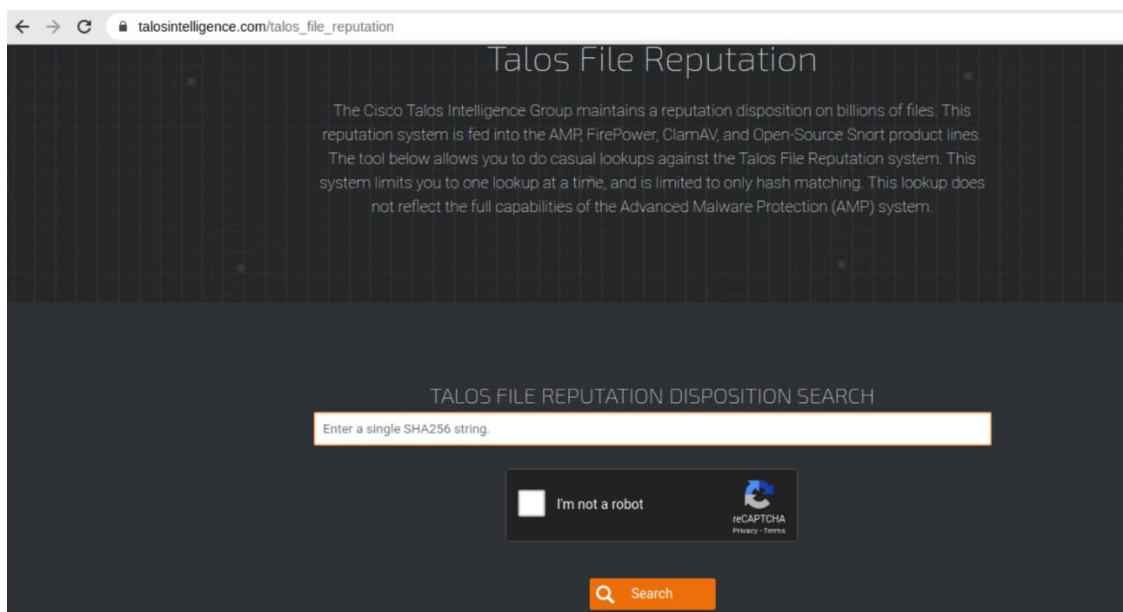 talosintelligence.com/talos_file_reputation
Talos File Reputation
The Cisco Talos Intelligence Group maintains a reputation disposition on billions of files. This
reputation system is fed into the AMP, FirePower, ClamAV, and Open-Source Snort product lines.
The tool below allows you to do casual lookups against the Talos File Reputation system. This
system limits you to one lookup at a time, and is limited to only hash matching. This lookup does
not reflect the full capabilities of the Advanced Malware Protection (AMP) system.
TALOS FILE REPUTATION DISPOSITION SEARCH
Enter a single SHA256 string.
I'm not a robot
reCAPTCHA
Privacy - Terms
Search